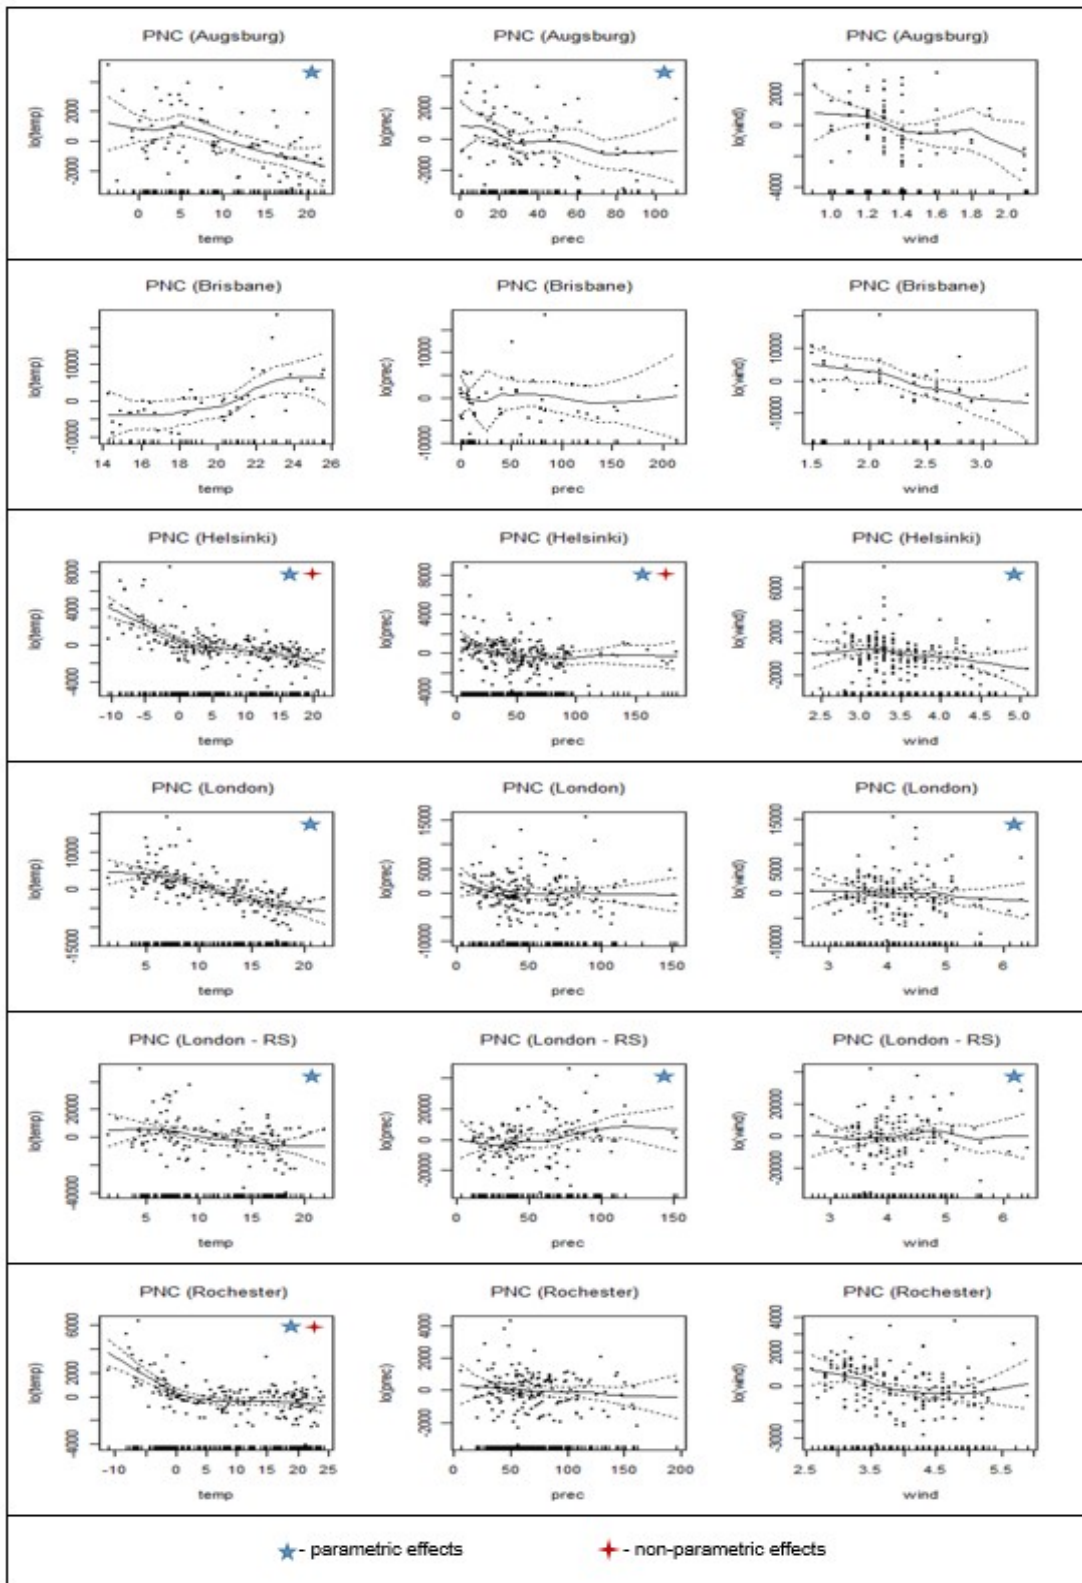 PNC (Augsburg)
lo(temp)
-2000 0 2000
0 5 10 15 20
temp
PNC (Augsburg)
lo(prec)
-2000 0 2000
0 20 40 60 80 100
prec
PNC (Augsburg)
lo(wind)
-4000 0 2000
1.0 1.2 1.4 1.6 1.8 2.0
wind
PNC (Brisbane)
lo(temp)
-10000 0 10000
14 16 18 20 22 24 26
temp
PNC (Brisbane)
lo(prec)
-10000 0 10000
0 50 100 150 200
prec
PNC (Brisbane)
lo(wind)
-10000 0 10000
1.5 2.0 2.5 3.0
wind
PNC (Helsinki)
lo(temp)
-4000 0 4000 8000
-10 -5 0 5 10 15 20
temp
PNC (Helsinki)
lo(prec)
-4000 0 4000 8000
0 50 100 150
prec
PNC (Helsinki)
lo(wind)
-2000 2000 6000
2.5 3.0 3.5 4.0 4.5 5.0
wind
PNC (London)
lo(temp)
-15000 0 10000
5 10 15 20
temp
PNC (London)
lo(prec)
-10000 0 5000 15000
0 50 100 150
prec
PNC (London)
lo(wind)
-10000 0 5000 15000
3 4 5 6
wind
PNC (London - RS)
lo(temp)
-40000 0 20000
5 10 15 20
temp
PNC (London - RS)
lo(prec)
-20000 0 20000
0 50 100 150
prec
PNC (London - RS)
lo(wind)
-20000 0 20000
3 4 5 6
wind
PNC (Rochester)
lo(temp)
-4000 0 2000 6000
-10 0 5 10 15 20 25
temp
PNC (Rochester)
lo(prec)
-2000 0 2000 4000
0 50 100 150 200
prec
PNC (Rochester)
lo(wind)
-3000 0 2000 4000
2.5 3.5 4.5 5.5
wind
- parametric effects
- non-parametric effects